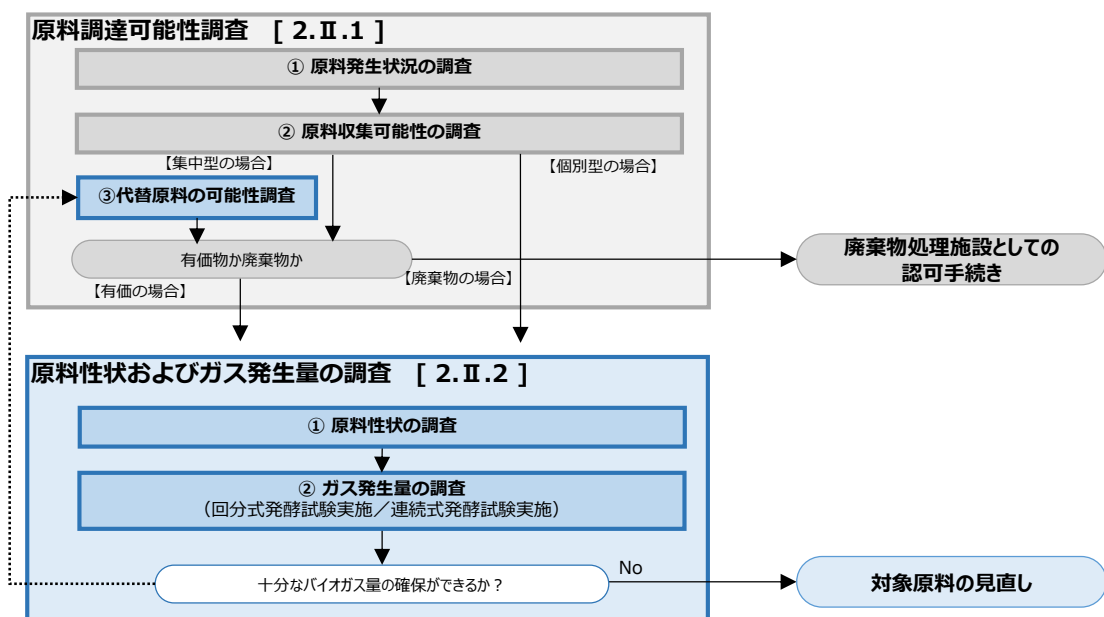 原料調達可能性調査 [ 2.Ⅱ.1 ]
① 原料発生状況の調査
② 原料収集可能性の調査
【集中型の場合】
【個別型の場合】
③代替原料の可能性調査
有価物か廃棄物か
【有価の場合】
【廃棄物の場合】
廃棄物処理施設としての
認可手続き
原料性状およびガス発生量の調査 [ 2.Ⅱ.2 ]
① 原料性状の調査
② ガス発生量の調査
（回分式発酵試験実施／連続式発酵試験実施）
十分なバイオガス量の確保ができるか？
No
対象原料の見直し